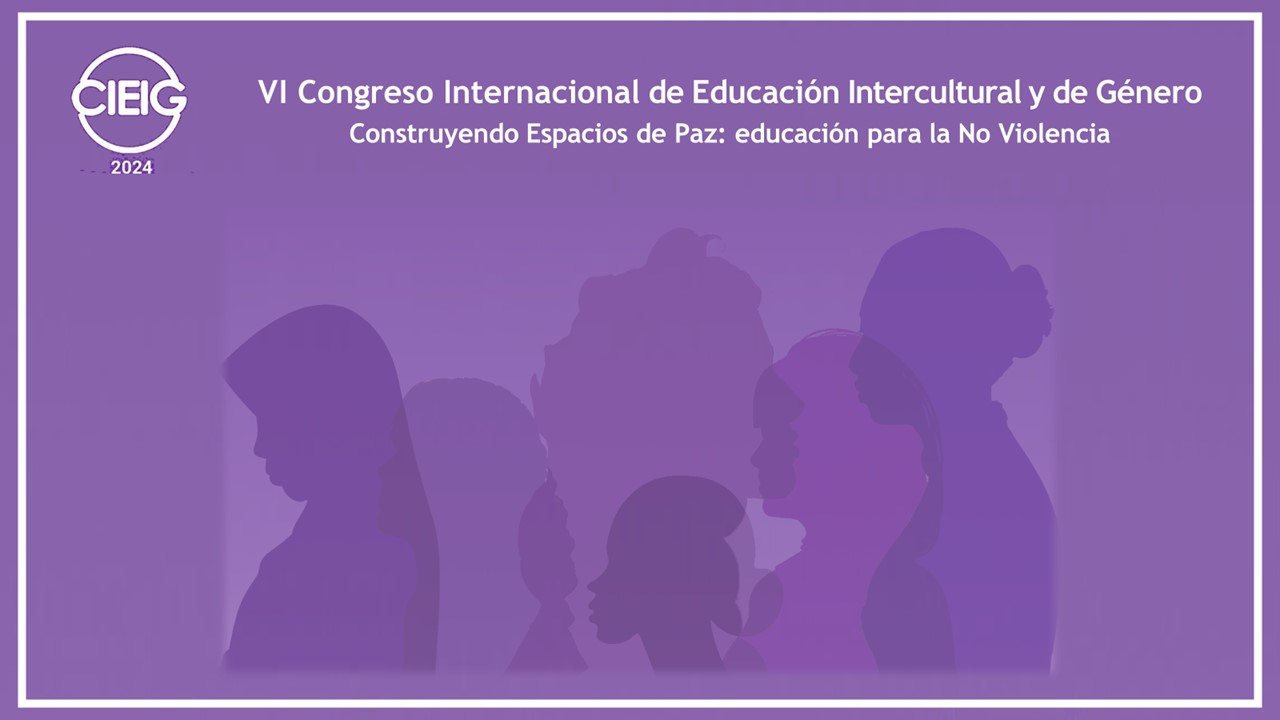 CIEIG
2024
VI Congreso Internacional de Educación Intercultural y de Género
Construyendo Espacios de Paz: educación para la No Violencia